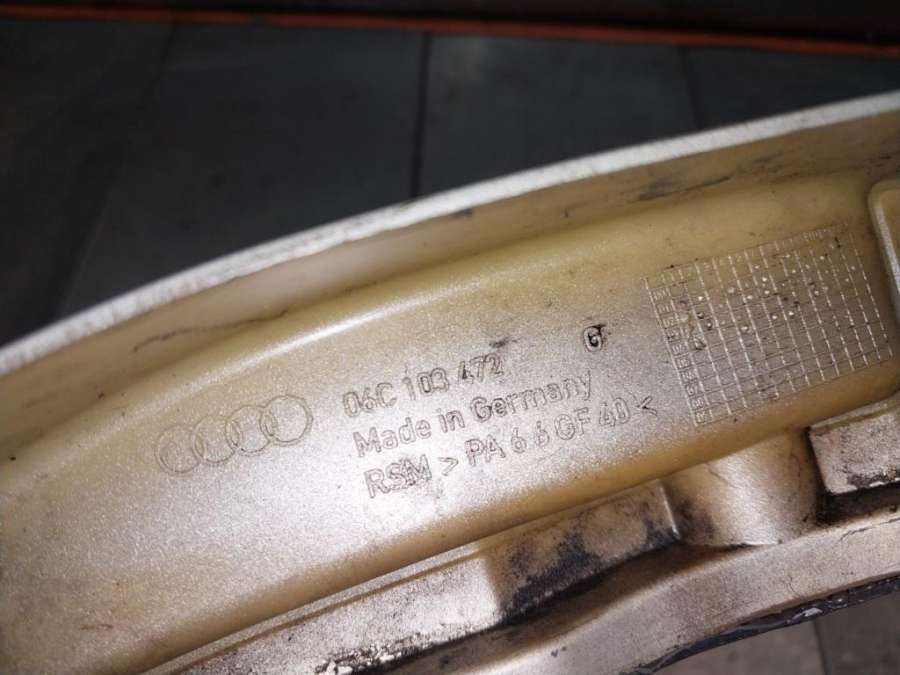 06C 103 472 G
Made in Germany
RSM > PA 6.6 GF 40 <